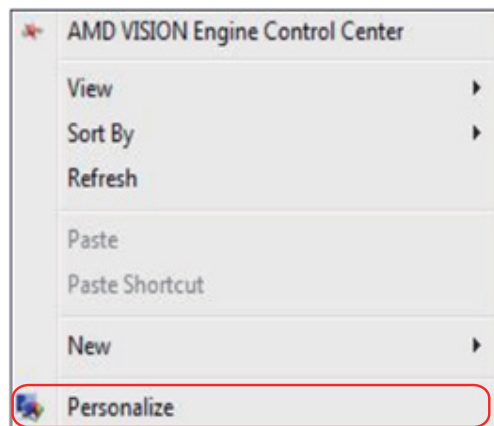 AMD VISION Engine Control Center
View
Sort By
Refresh
Paste
Paste Shortcut
New
Personalize